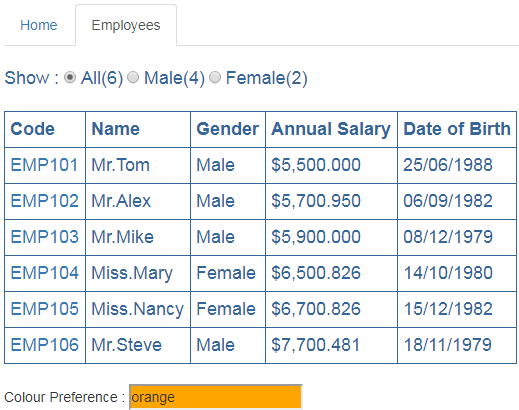 Home Employees
Show : All(6) Male(4) Female(2)
Code Name Gender Annual Salary Date of Birth
EMP101 Mr.Tom Male $5,500.000 25/06/1988
EMP102 Mr.Alex Male $5,700.950 06/09/1982
EMP103 Mr.Mike Male $5,900.000 08/12/1979
EMP104 Miss.Mary Female $6,500.826 14/10/1980
EMP105 Miss.Nancy Female $6,700.826 15/12/1982
EMP106 Mr.Steve Male $7,700.481 18/11/1979
Colour Preference : orange